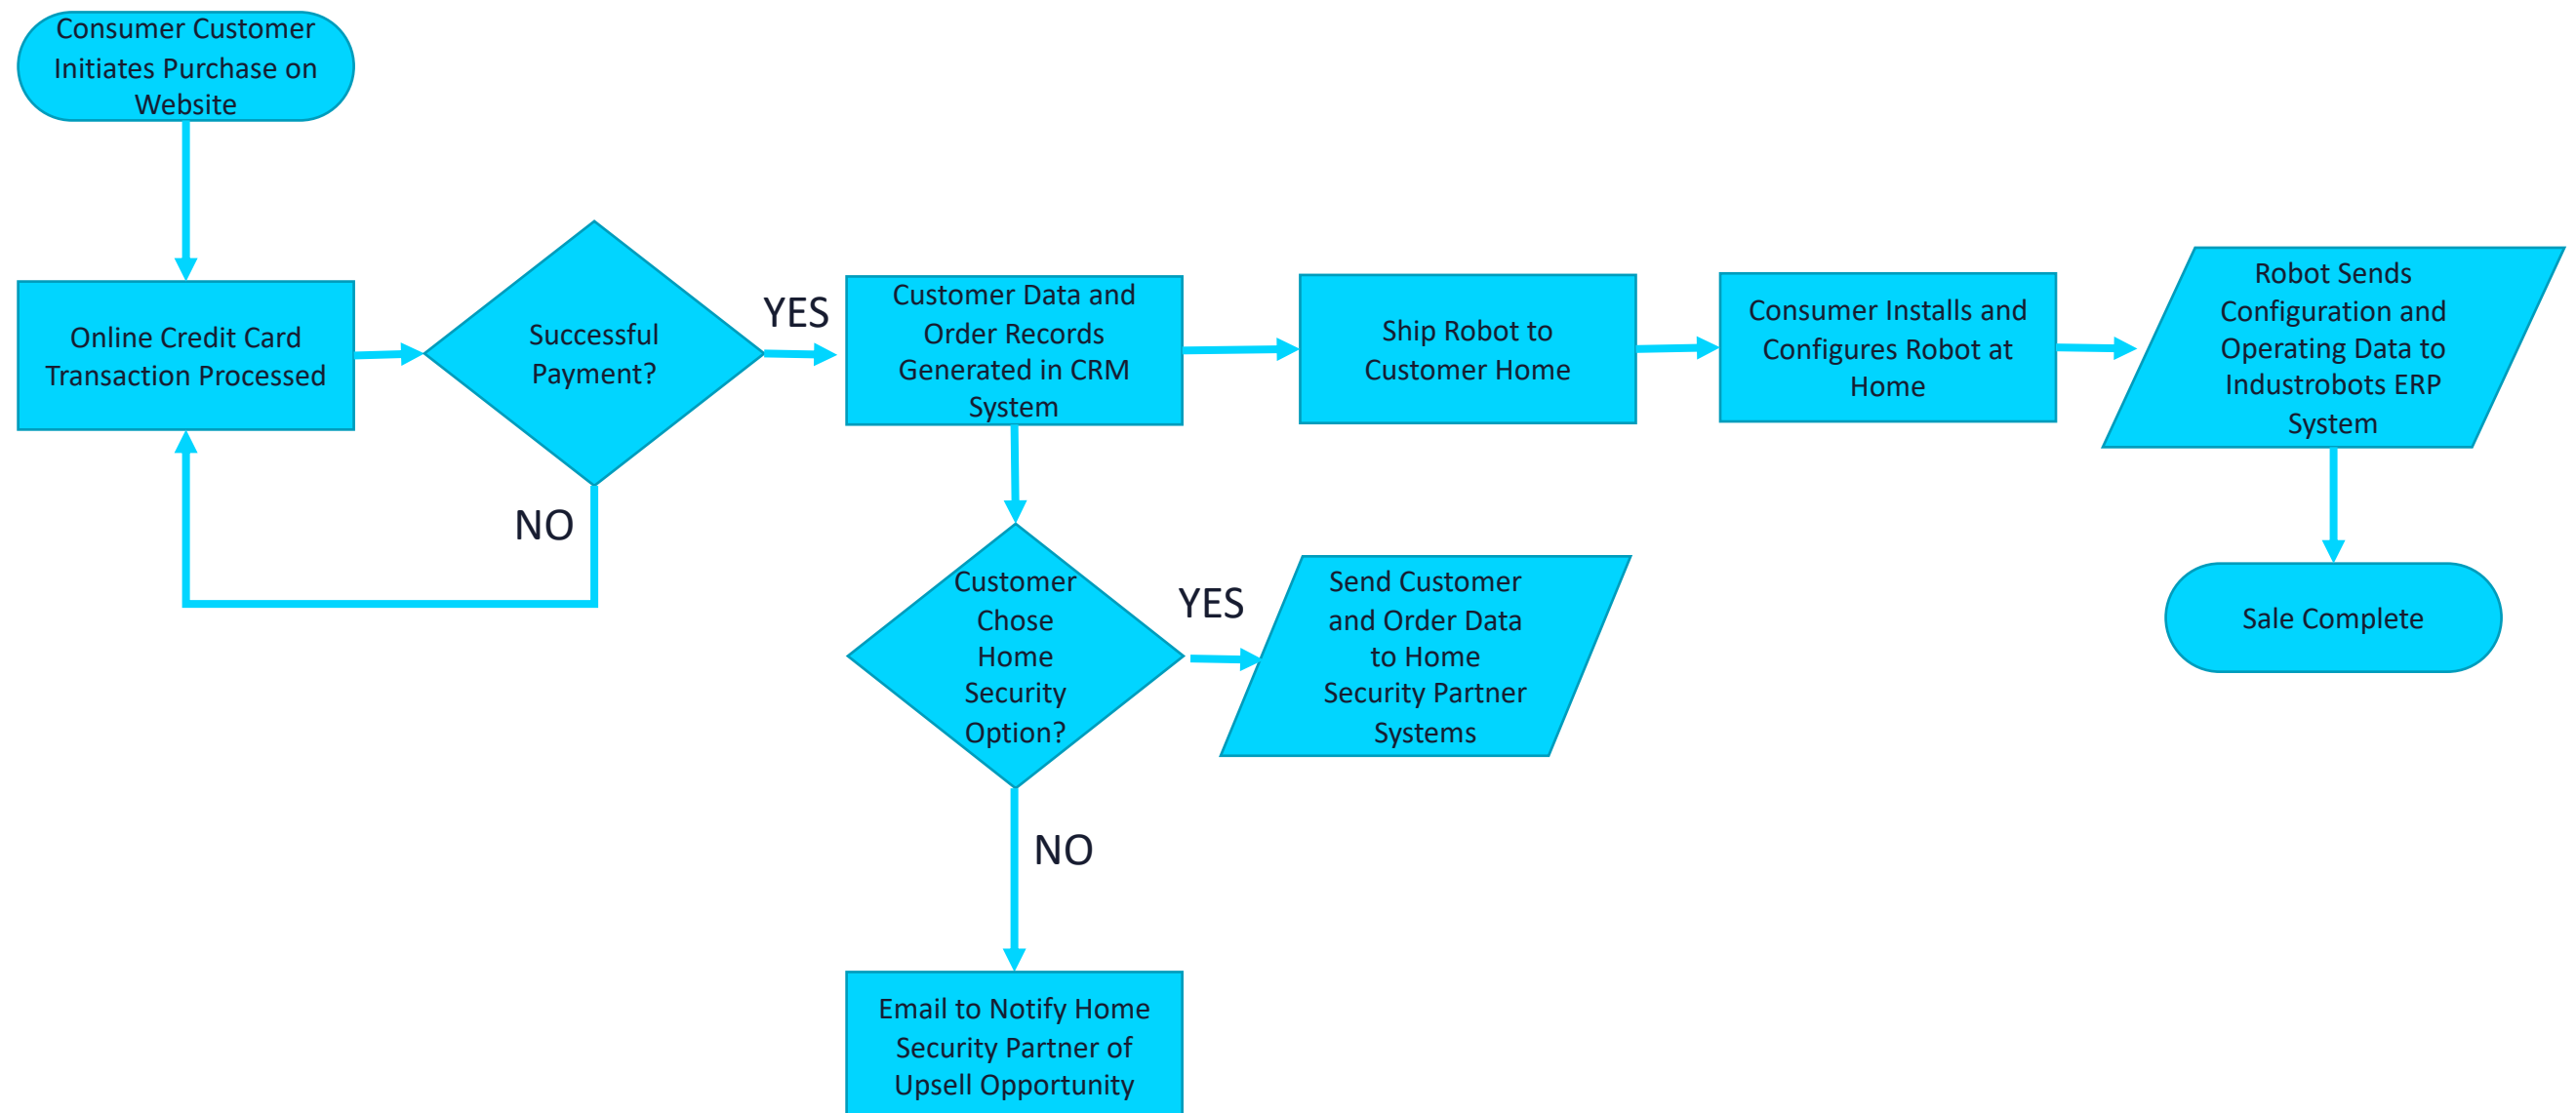 Consumer Customer
Initiates Purchase on
Website
Online Credit Card
Transaction Processed
Successful
Payment?
YES
NO
Customer Data and
Order Records
Generated in CRM
System
Ship Robot to
Customer Home
Consumer Installs and
Configures Robot at
Home
Robot Sends
Configuration and
Operating Data to
Industrobots ERP
System
Sale Complete
Customer
Chose
Home
Security
Option?
YES
Send Customer
and Order Data
to Home
Security Partner
Systems
NO
Email to Notify Home
Security Partner of
Upsell Opportunity